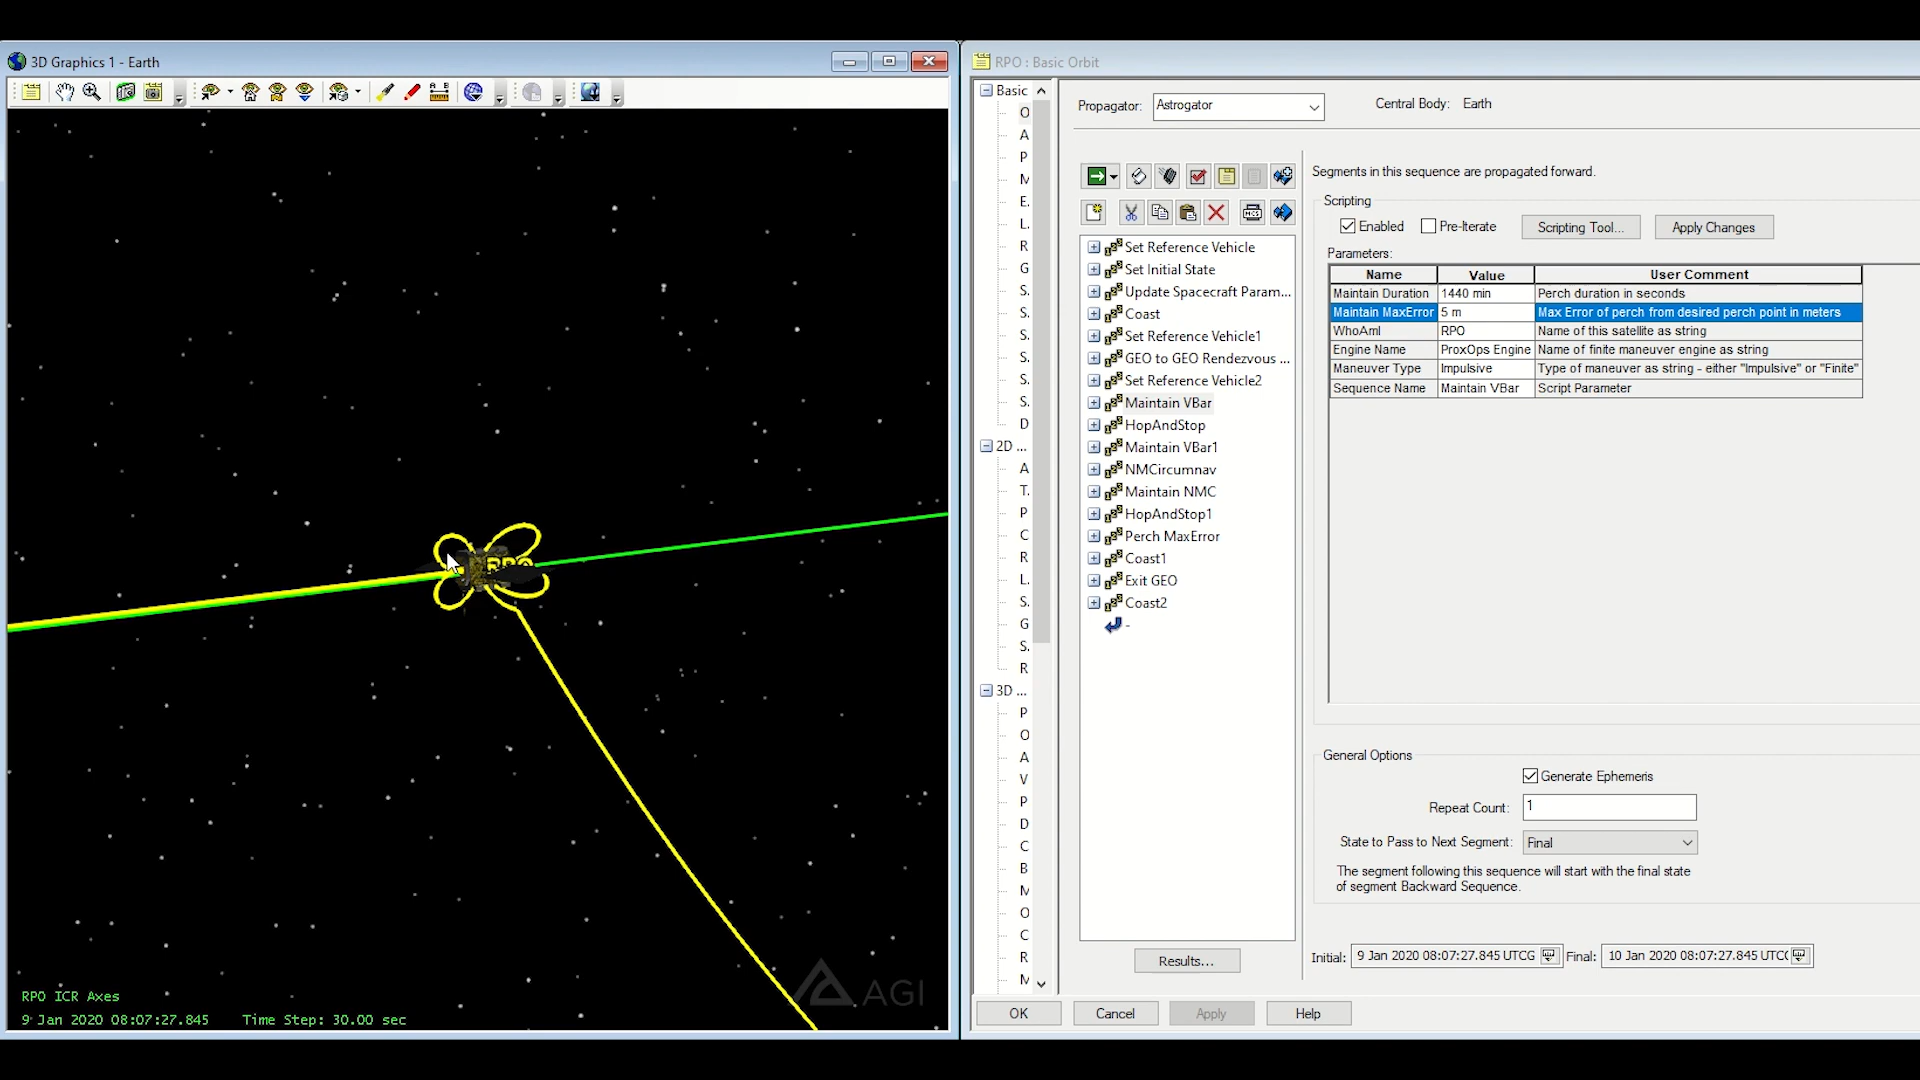 3D Graphics 1 - Earth
RPO
AGI
RPO ICR Axes
9 Jan 2020 08:07:27.845 Time Step: 30.00 sec
RPO : Basic Orbit
Basic
O
A
P
M
E.
L.
R
G
S.
S.
S.
S.
S.
S.
D
2D ...
A
T.
P
C
R
L.
S.
G
S.
R
3D ...
P
O
A
V
P
D
C
B
M
O
C
R
M
Propagator: Astrogator Central Body: Earth
MCS
Set Reference Vehicle
Set Initial State
Update Spacecraft Param...
Coast
Set Reference Vehicle1
GEO to GEO Rendezvous ...
Set Reference Vehicle2
Maintain VBar
HopAndStop
Maintain VBar1
NMCircumnav
Maintain NMC
HopAndStop1
Perch MaxError
Coast1
Exit GEO
Coast2
-
Results...
Segments in this sequence are propagated forward.
Scripting
Enabled Pre-Iterate Scripting Tool... Apply Changes
Parameters:
Name Value User Comment
Maintain Duration 1440 min Perch duration in seconds
Maintain MaxError 5 m Max Error of perch from desired perch point in meters
WhoAmI RPO Name of this satellite as string
Engine Name ProxOps Engine Name of finite maneuver engine as string
Maneuver Type Impulsive Type of maneuver as string - either "Impulsive" or "Finite"
Sequence Name Maintain VBar Script Parameter
General Options
Generate Ephemeris
Repeat Count: 1
State to Pass to Next Segment: Final
The segment following this sequence will start with the final state
of segment Backward Sequence.
Initial: 9 Jan 2020 08:07:27.845 UTCG Final: 10 Jan 2020 08:07:27.845 UTCG
OK Cancel Apply Help